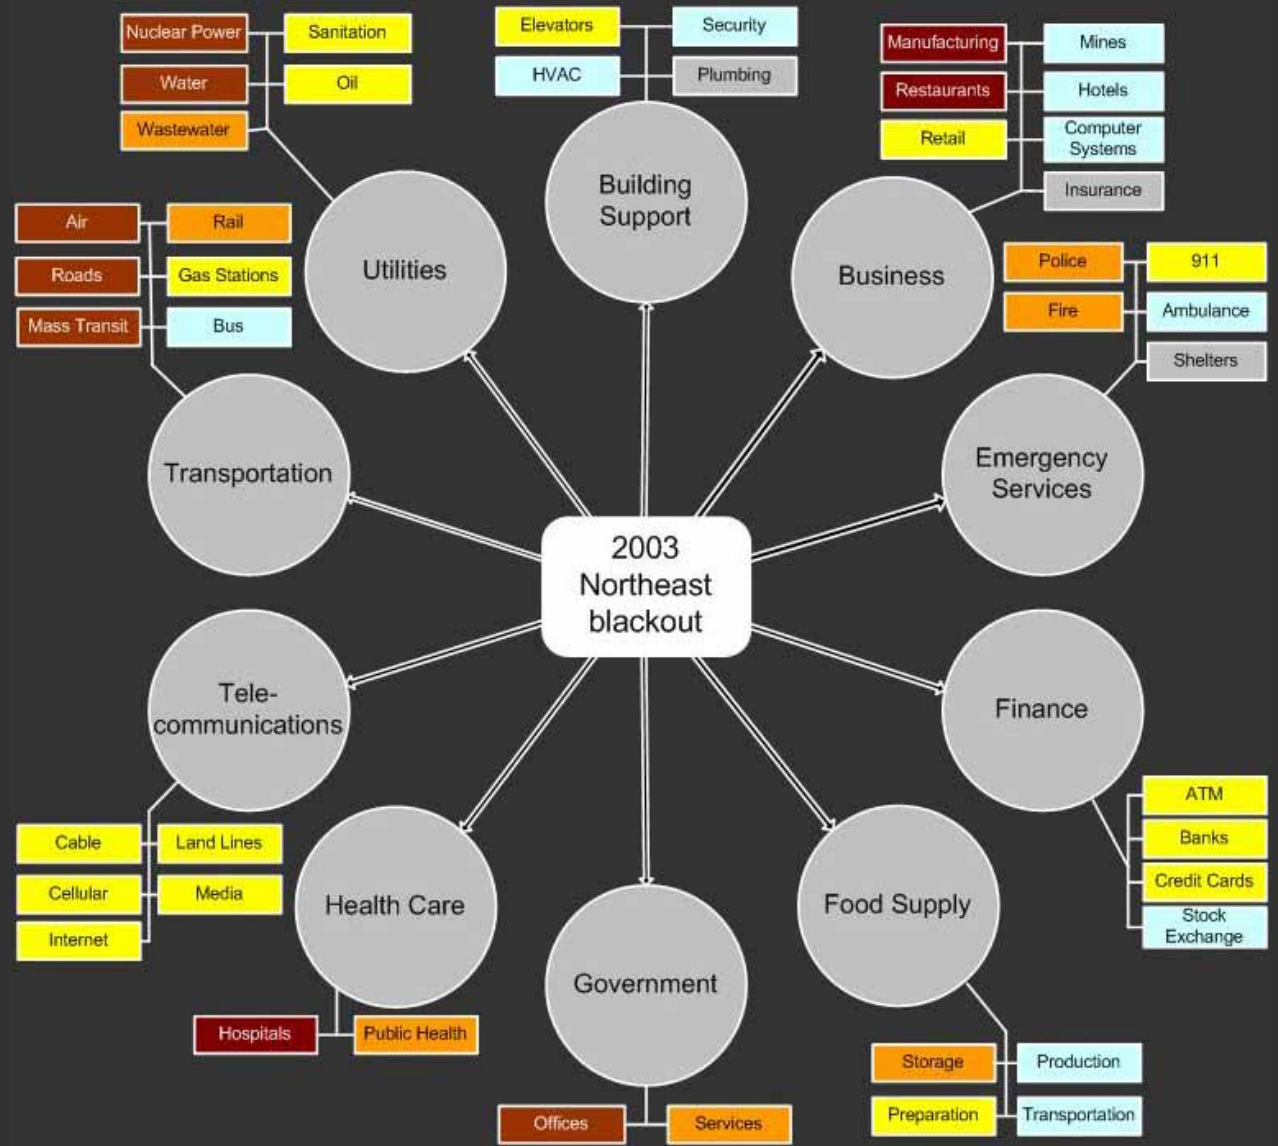 Nuclear Power
Sanitation
Water
Oil
Wastewater
Elevators
Security
HVAC
Plumbing
Manufacturing
Mines
Restaurants
Hotels
Retail
Computer
Systems
Insurance
Building
Support
Utilities
Business
Air
Rail
Roads
Gas Stations
Mass Transit
Bus
Police
911
Fire
Ambulance
Shelters
Transportation
Emergency
Services
2003
Northeast
blackout
Tele-
communications
Finance
Cable
Land Lines
Cellular
Media
Internet
ATM
Banks
Credit Cards
Stock
Exchange
Health Care
Food Supply
Government
Hospitals
Public Health
Storage
Production
Preparation
Transportation
Offices
Services